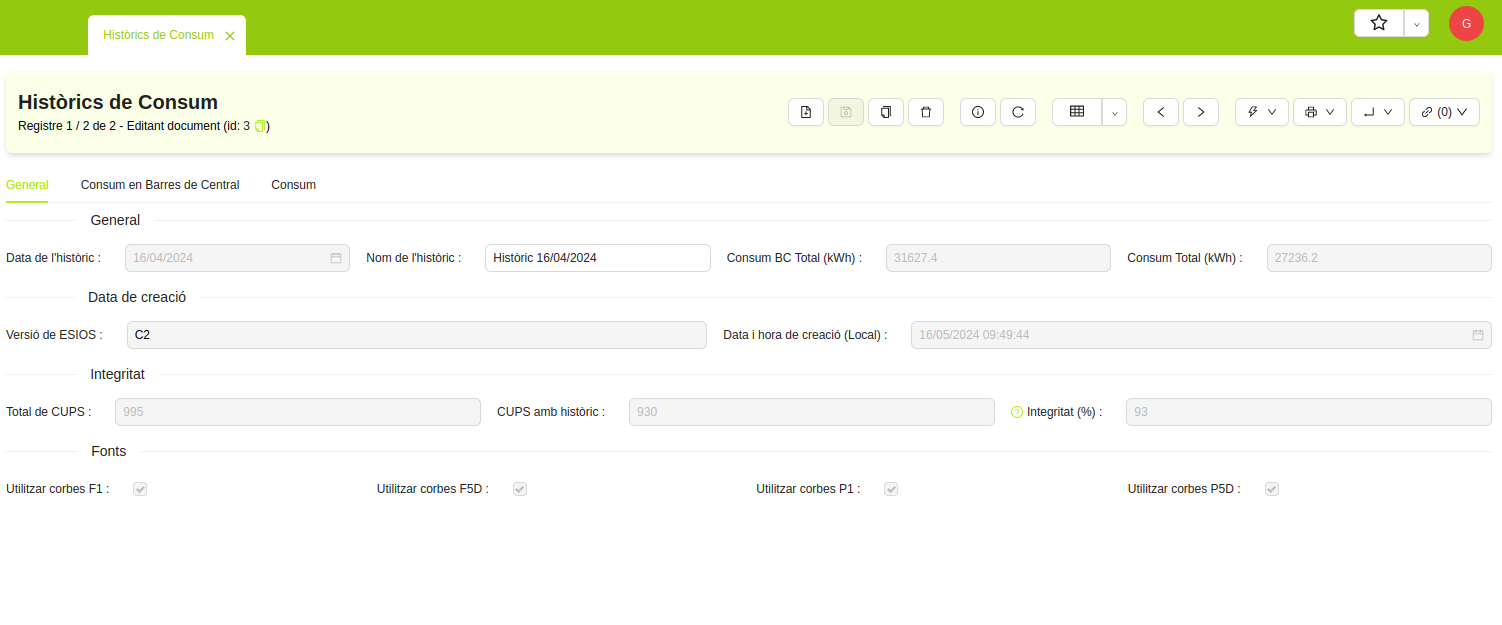 Històrics de Consum
G
Històrics de Consum
Registre 1 / 2 de 2 - Editant document (id: 3 )
(0)
General Consum en Barres de Central Consum
General
Data de l'històric : 16/04/2024 Nom de l'històric : Històric 16/04/2024 Consum BC Total (kWh) : 31627.4 Consum Total (kWh) : 27236.2
Data de creació
Versió de ESIOS : C2 Data i hora de creació (Local) : 16/05/2024 09:49:44
Integritat
Total de CUPS : 995 CUPS amb històric : 930 Integritat (%) : 93
Fonts
Utilitzar corbes F1 : Utilitzar corbes F5D : Utilitzar corbes P1 : Utilitzar corbes P5D :